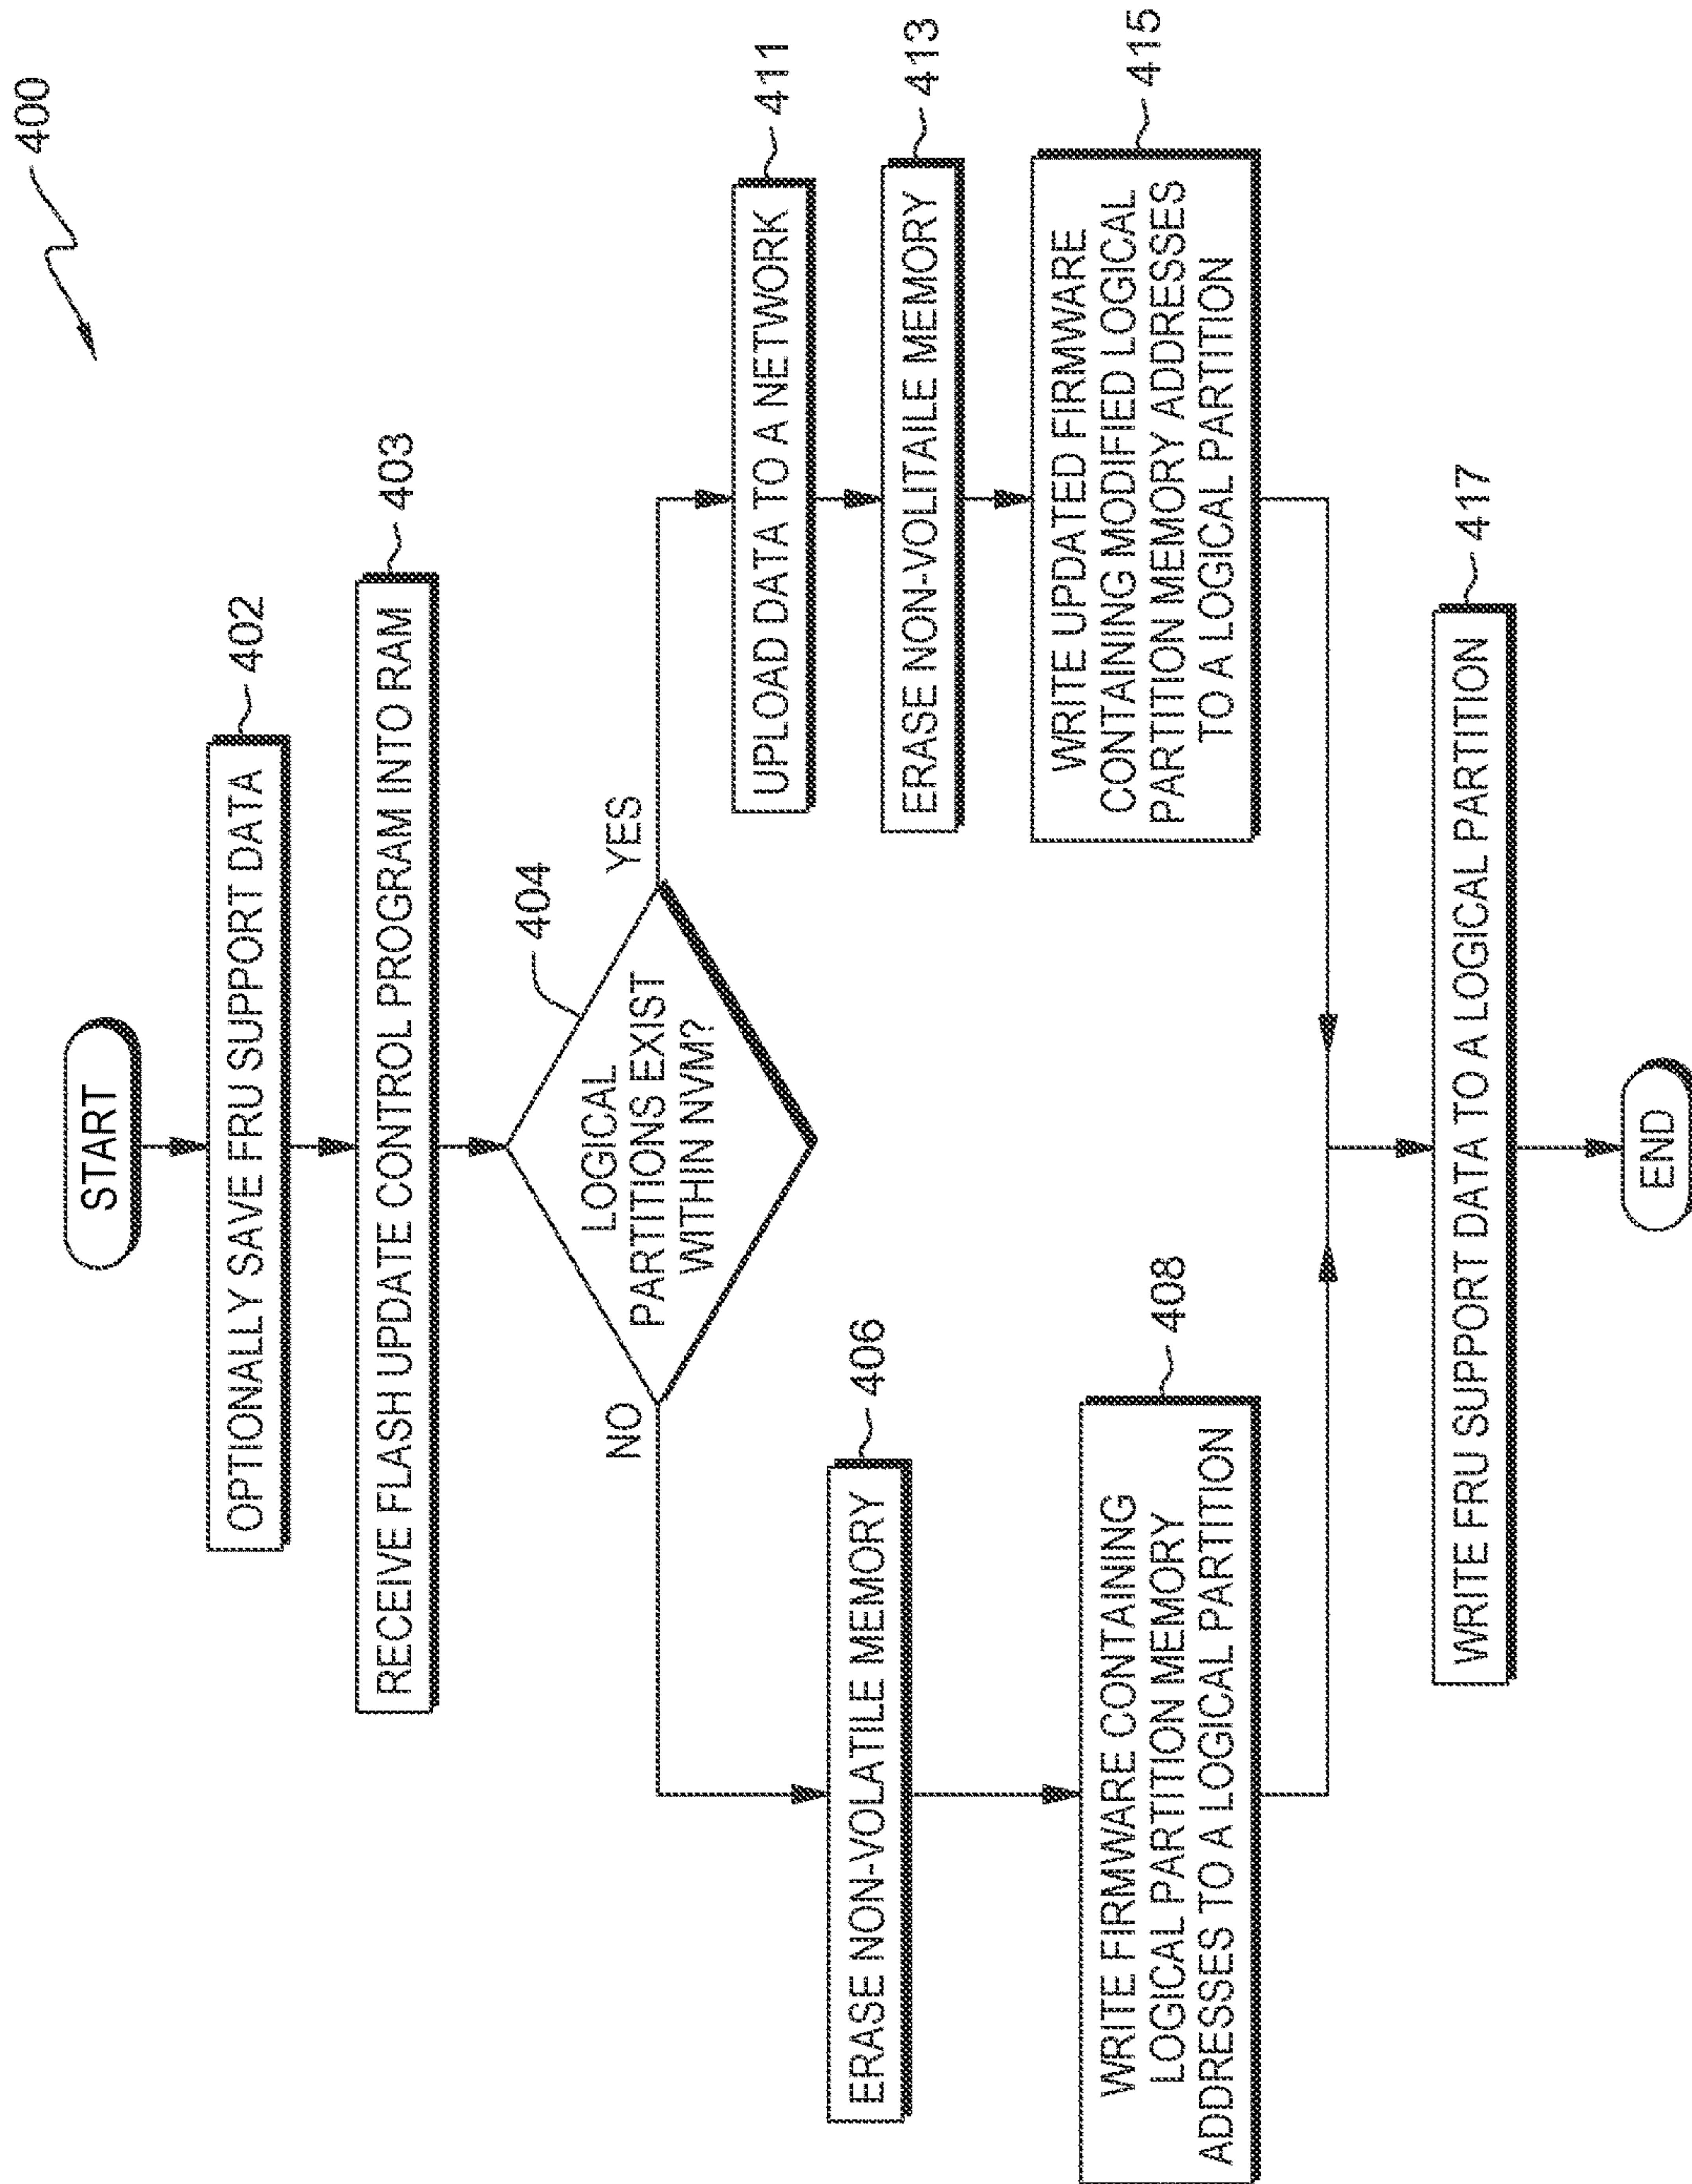 400
START
OPTIONALLY SAVE FRU SUPPORT DATA
402
RECEIVE FLASH UPDATE CONTROL PROGRAM INTO RAM
403
LOGICAL
PARTITIONS EXIST
WITHIN NVM?
404
NO
YES
ERASE NON-VOLATILE MEMORY
406
WRITE FIRMWARE CONTAINING
LOGICAL PARTITION MEMORY
ADDRESSES TO A LOGICAL PARTITION
408
UPLOAD DATA TO A NETWORK
411
ERASE NON-VOLITAILE MEMORY
413
WRITE UPDATED FIRMWARE
CONTAINING MODIFIED LOGICAL
PARTITION MEMORY ADDRESSES
TO A LOGICAL PARTITION
415
WRITE FRU SUPPORT DATA TO A LOGICAL PARTITION
417
END